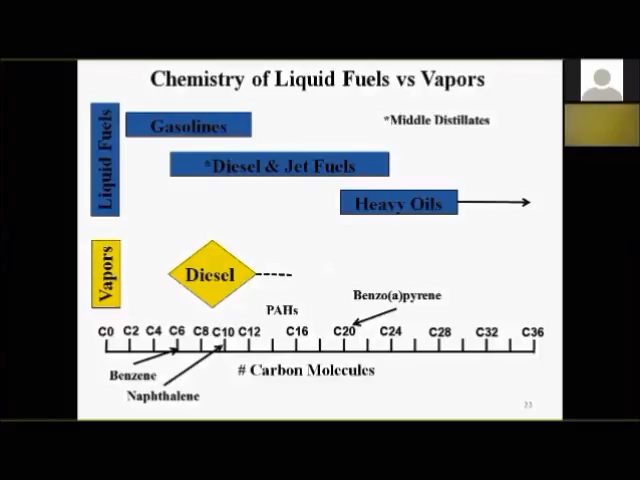 Chemistry of Liquid Fuels vs Vapors
Liquid Fuels
Gasolines
*Middle Distillates
*Diesel & Jet Fuels
Heavy Oils
Vapors
Diesel
Benzo(a)pyrene
PAHs
C0 C2 C4 C6 C8 C10 C12 C16 C20 C24 C28 C32 C36
Benzene
# Carbon Molecules
Naphthalene
23